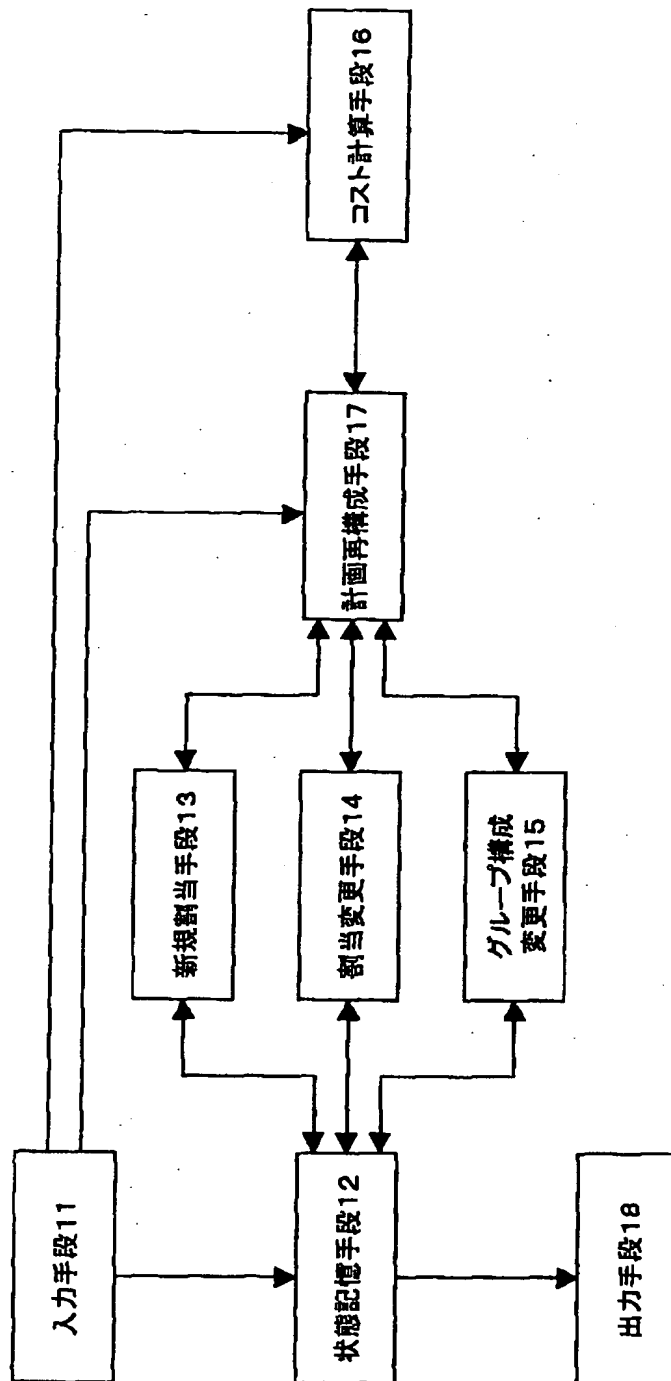 入力手段11
状態記憶手段12
出力手段18
新規割当手段13
割当変更手段14
グループ構成
変更手段15
計画再構成手段17
コスト計算手段16